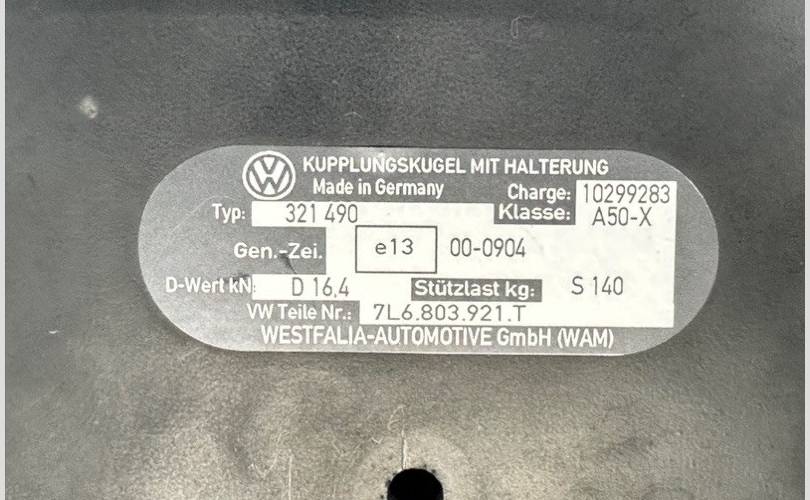 KUPPLUNGSKUGEL MIT HALTERUNG
Made in Germany Charge: 10299283
Typ: 321 490 Klasse: A50-X
Gen.-Zei. e13 00-0904
D-Wert kN: D 16,4 Stützlast kg: S 140
VW Teile Nr.: 7L6.803.921.T
WESTFALIA-AUTOMOTIVE GmbH (WAM)